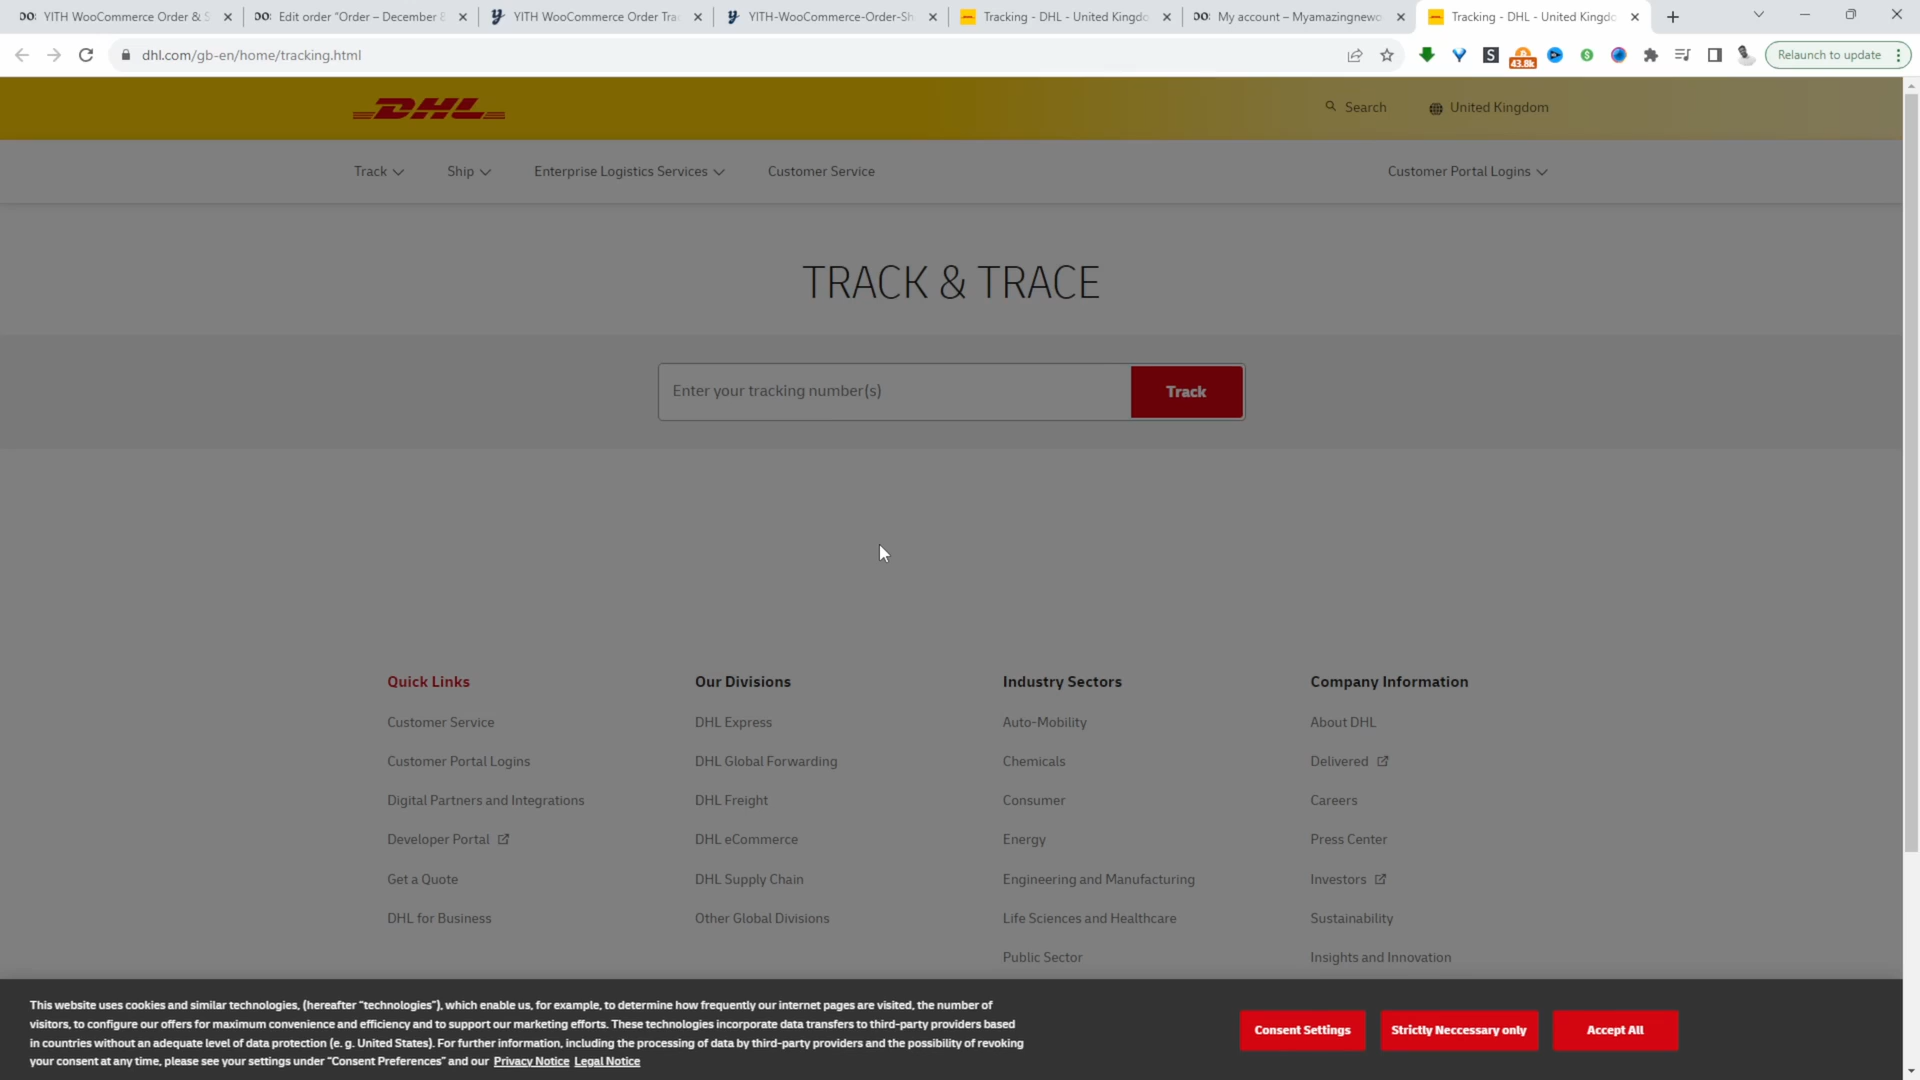 YITH WooCommerce Order & S
Edit order "Order – December 8
YITH WooCommerce Order Trac
YITH-WooCommerce-Order-Sh
Tracking - DHL - United Kingdo
My account – Myamazingnewo
Tracking - DHL - United Kingdo
dhl.com/gb-en/home/tracking.html
43.8k
Relaunch to update
DHL
Search
United Kingdom
Track
Ship
Enterprise Logistics Services
Customer Service
Customer Portal Logins
TRACK & TRACE
Enter your tracking number(s)
Track
Quick Links
Customer Service
Customer Portal Logins
Digital Partners and Integrations
Developer Portal
Get a Quote
DHL for Business
Our Divisions
DHL Express
DHL Global Forwarding
DHL Freight
DHL eCommerce
DHL Supply Chain
Other Global Divisions
Industry Sectors
Auto-Mobility
Chemicals
Consumer
Energy
Engineering and Manufacturing
Life Sciences and Healthcare
Public Sector
Company Information
About DHL
Delivered
Careers
Press Center
Investors
Sustainability
Insights and Innovation
This website uses cookies and similar technologies, (hereafter "technologies"), which enable us, for example, to determine how frequently our internet pages are visited, the number of
visitors, to configure our offers for maximum convenience and efficiency and to support our marketing efforts. These technologies incorporate data transfers to third-party providers based
in countries without an adequate level of data protection (e. g. United States). For further information, including the processing of data by third-party providers and the possibility of revoking
your consent at any time, please see your settings under "Consent Preferences" and our Privacy Notice Legal Notice
Consent Settings
Strictly Neccessary only
Accept All